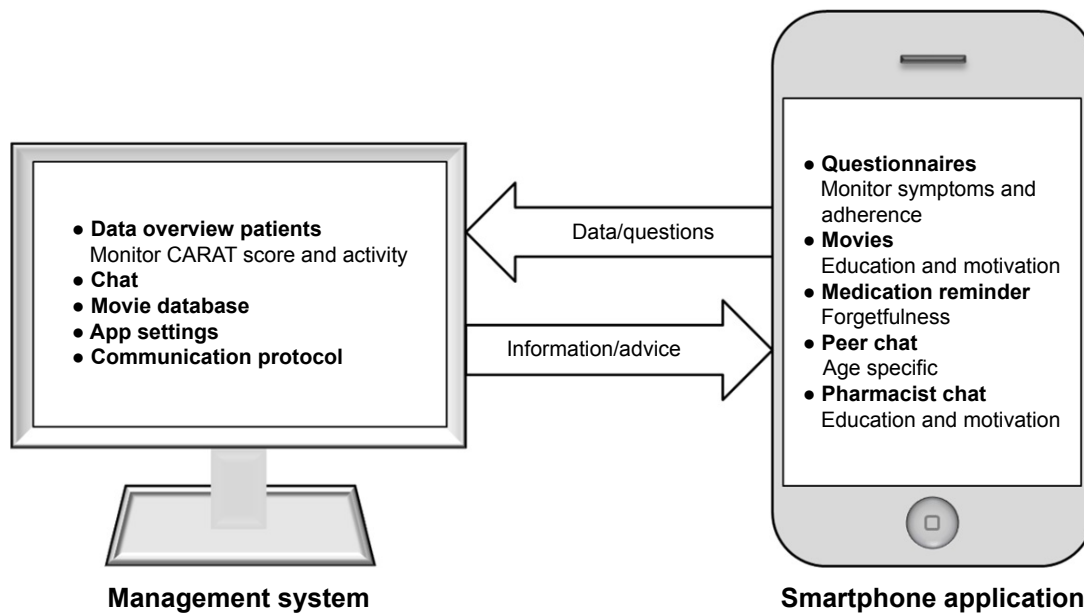 ● Data overview patients
Monitor CARAT score and activity
● Chat
● Movie database
● App settings
● Communication protocol
Management system
Data/questions
Information/advice
● Questionnaires
Monitor symptoms and
adherence
● Movies
Education and motivation
● Medication reminder
Forgetfulness
● Peer chat
Age specific
● Pharmacist chat
Education and motivation
Smartphone application